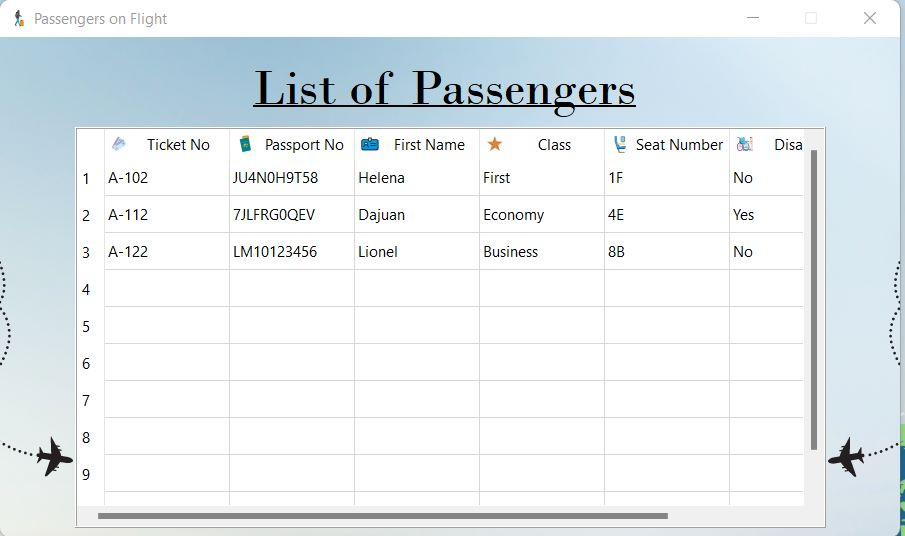 Passengers on Flight
List of Passengers
Ticket No Passport No First Name Class Seat Number Disa
1 A-102 JU4N0H9T58 Helena First 1F No
2 A-112 7JLFRG0QEV Dajuan Economy 4E Yes
3 A-122 LM10123456 Lionel Business 8B No
4
5
6
7
8
9